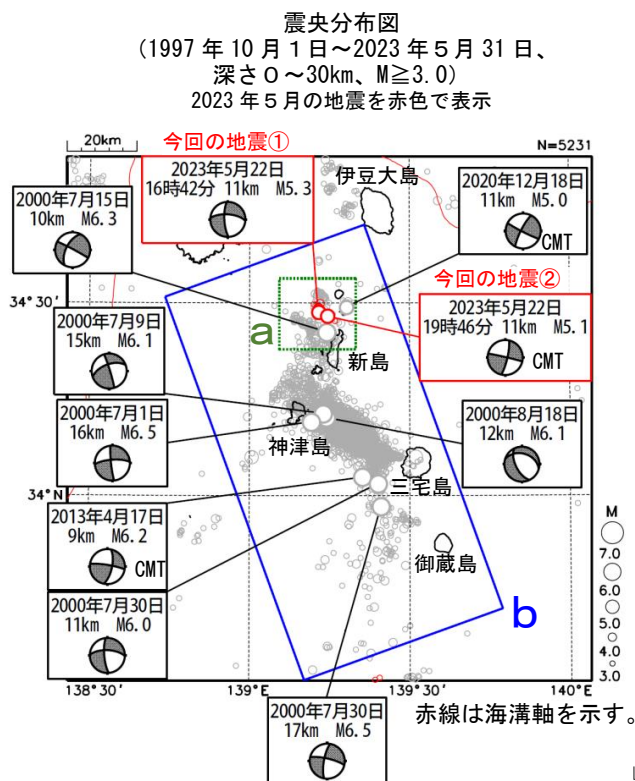 震央分布図
(1997 年 10 月 1 日～2023 年 5 月 31 日、
深さ０～30km、M≧3.0)
2023 年５月の地震を赤色で表示
20km
今回の地震①
N=5231
2023年5月22日
16時42分 11km M5.3
伊豆大島
2020年12月18日
11km M5.0
CMT
2000年7月15日
10km M6.3
34°30′
a
今回の地震②
2023年5月22日
19時46分 11km M5.1
CMT
新島
2000年7月9日
15km M6.1
2000年7月1日
16km M6.5
神津島
2000年8月18日
12km M6.1
三宅島
34°N
2013年4月17日
9km M6.2
CMT
御蔵島
M
7.0
6.0
5.0
4.0
3.0
2000年7月30日
11km M6.0
b
138°30′
139°E
139°30′
140°E
2000年7月30日
17km M6.5
赤線は海溝軸を示す。